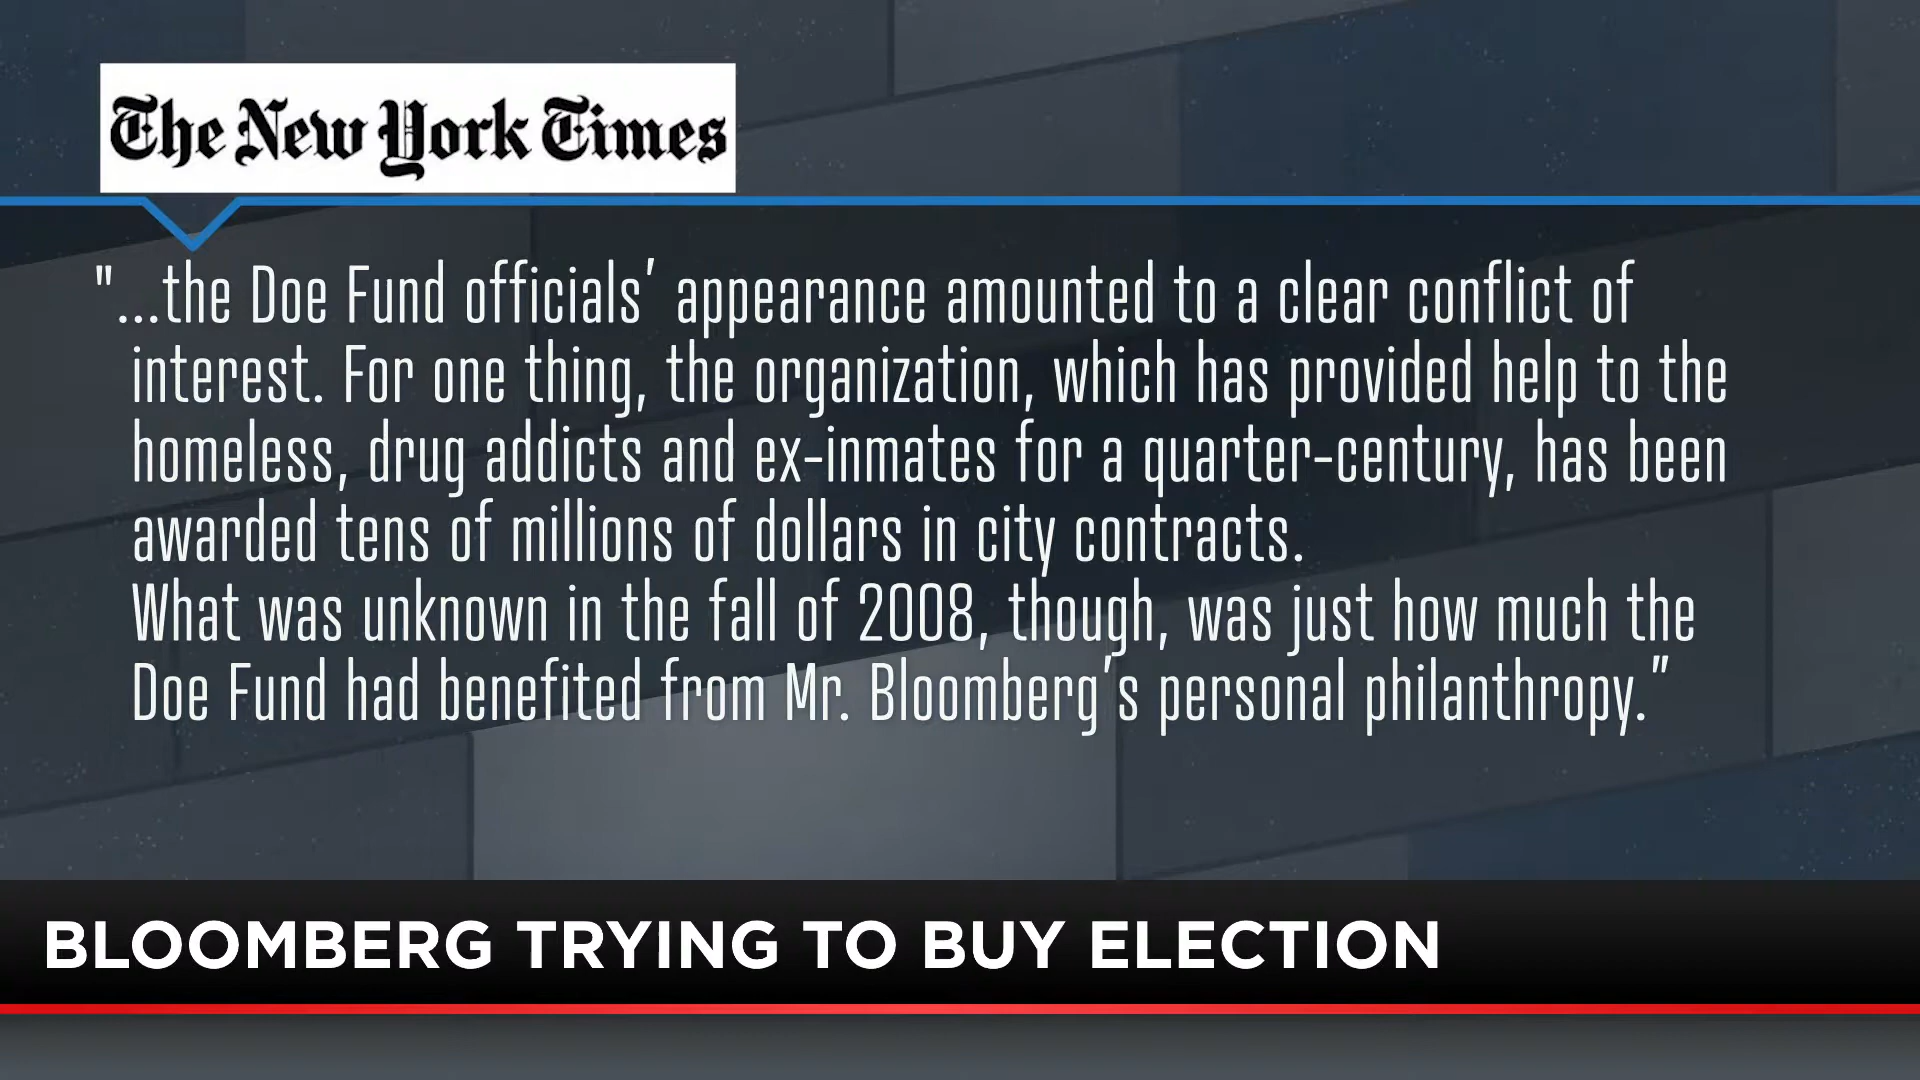 The New York Times
"...the Doe Fund officials’ appearance amounted to a clear conflict of
interest. For one thing, the organization, which has provided help to the
homeless, drug addicts and ex-inmates for a quarter-century, has been
awarded tens of millions of dollars in city contracts.
What was unknown in the fall of 2008, though, was just how much the
Doe Fund had benefited from Mr. Bloomberg’s personal philanthropy.”
BLOOMBERG TRYING TO BUY ELECTION